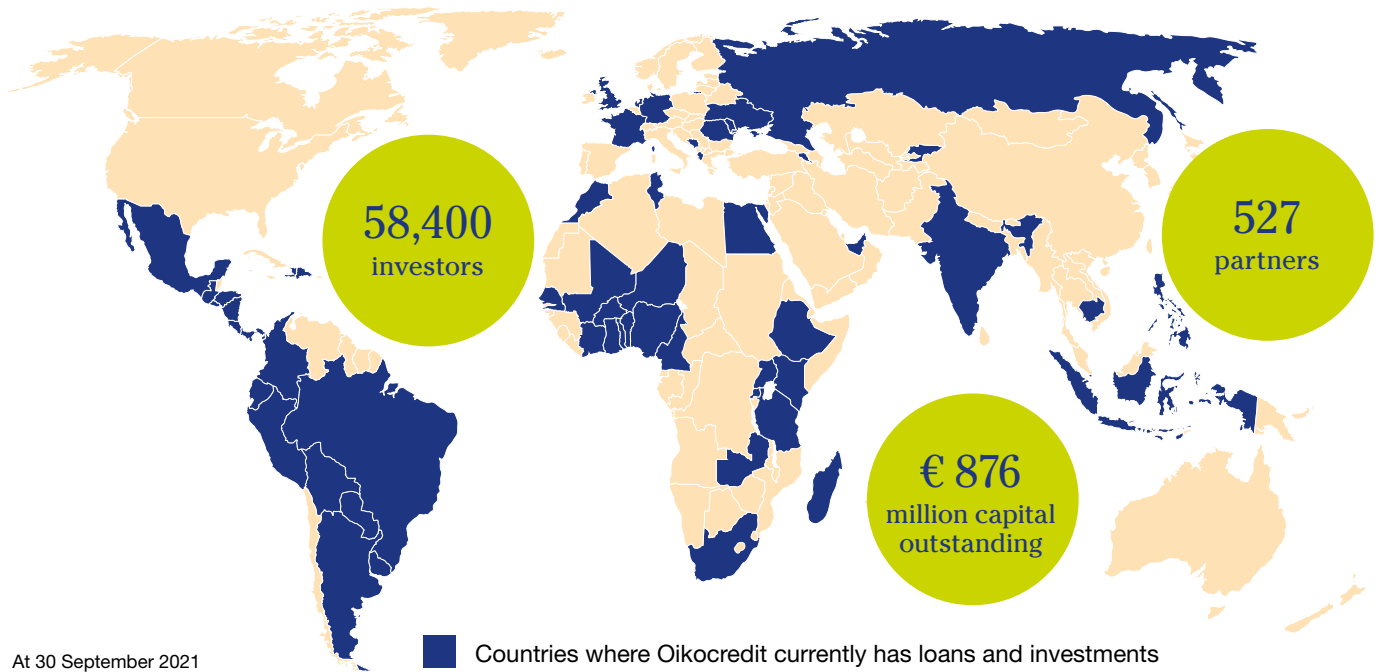 58,400
investors
527
partners
€ 876
million capital
outstanding
At 30 September 2021
Countries where Oikocredit currently has loans and investments